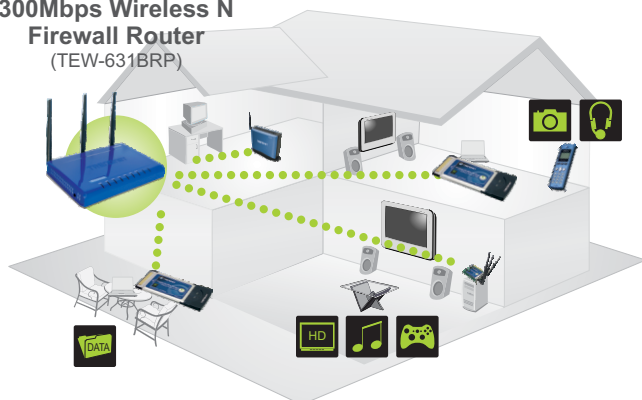 300Mbps Wireless N
Firewall Router
(TEW-631BRP)
DATA
HD